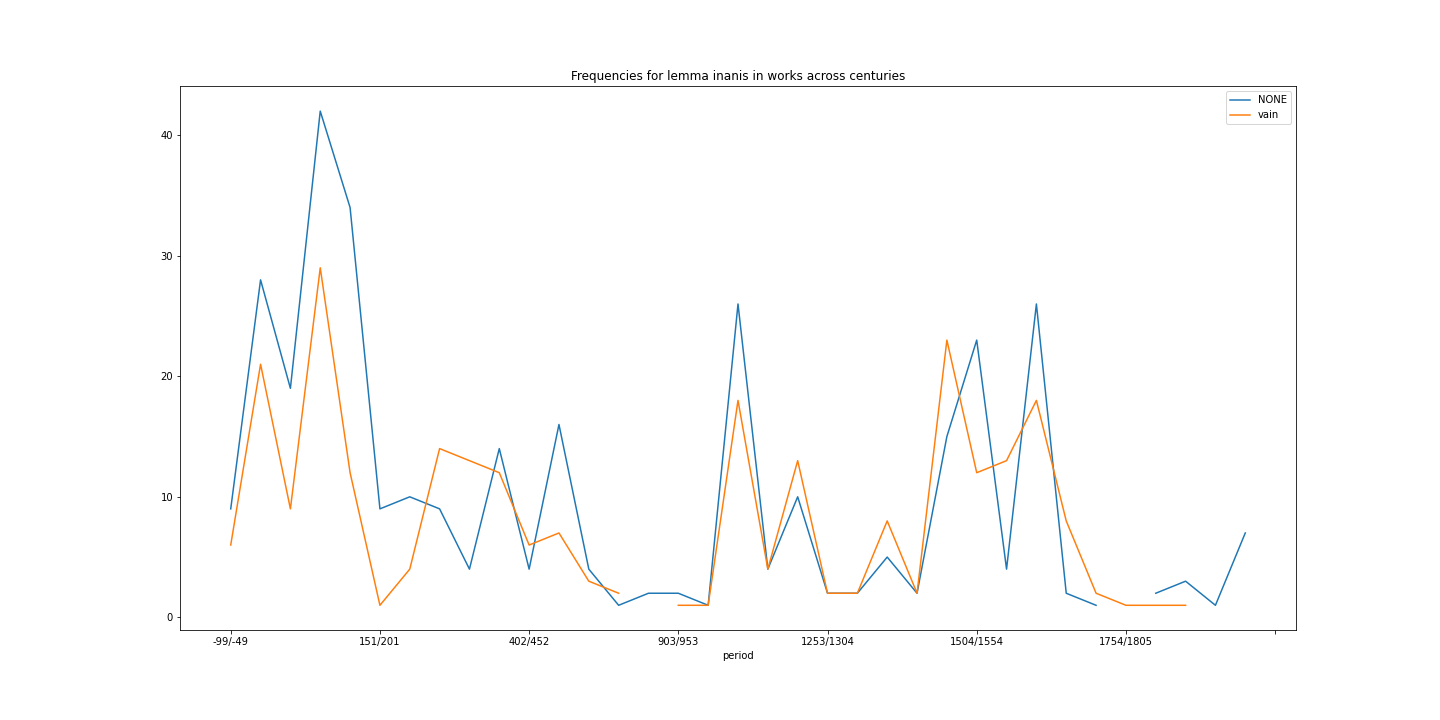 Frequencies for lemma inanis in works across centuries
NONE
vain
40
30
20
10
0
-99/-49 151/201 402/452 903/953 1253/1304 1504/1554 1754/1805
period